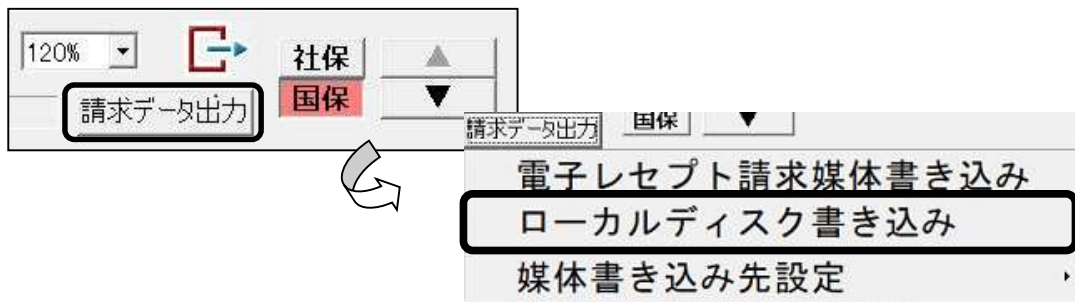 120%
社保
国保
請求データ出力
請求データ出力
国保
電子レセプト請求媒体書き込み
ローカルディスク書き込み
媒体書き込み先設定